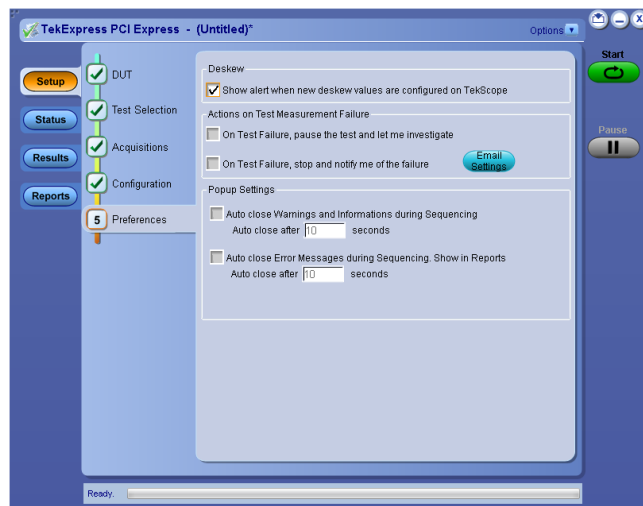 TekExpress PCI Express - (Untitled)*
Options
Start
Setup
Status
Results
Reports
Pause
DUT
Test Selection
Acquisitions
Configuration
5 Preferences
Deskew
Show alert when new deskew values are configured on TekScope
Actions on Test Measurement Failure
On Test Failure, pause the test and let me investigate
On Test Failure, stop and notify me of the failure
Email
Settings
Popup Settings
Auto close Warnings and Informations during Sequencing
Auto close after 10 seconds
Auto close Error Messages during Sequencing. Show in Reports
Auto close after 10 seconds
Ready.